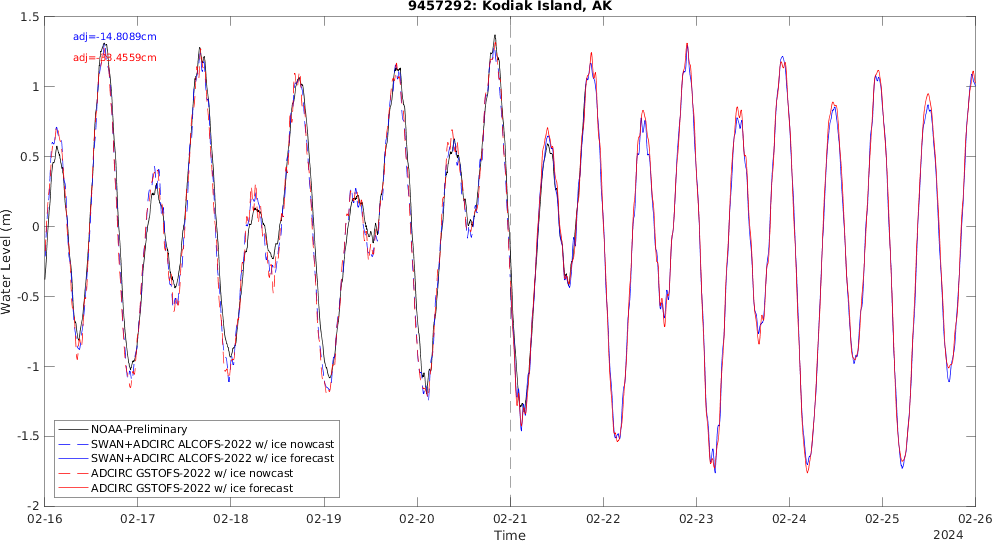 9457292: Kodiak Island, AK
adj=-14.8089cm
1.5
1
0.5
0
-0.5
-1
-1.5
-2
Water Level (m)
NOAA-Preliminary
SWAN+ADCIRC ALCOFS-2022 w/ ice nowcast
SWAN+ADCIRC ALCOFS-2022 w/ ice forecast
ADCIRC GSTOFS-2022 w/ ice nowcast
ADCIRC GSTOFS-2022 w/ ice forecast
02-16 02-17 02-18 02-19 02-20 02-21 02-22 02-23 02-24 02-25 02-26
Time
2024